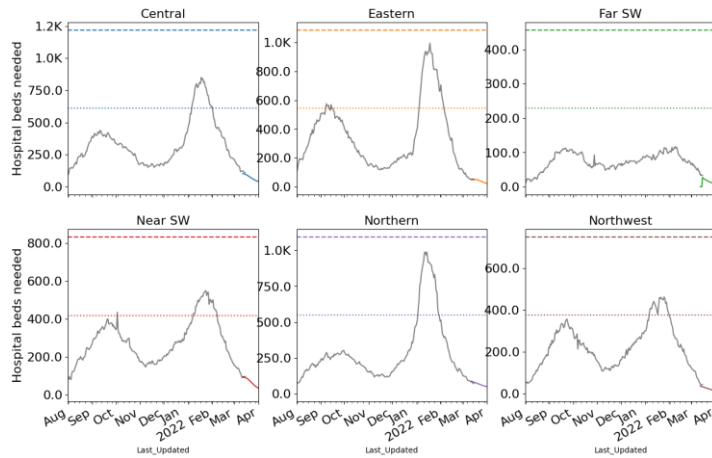 Central
Eastern
Far SW
Hospital beds needed
1.2K
750.0
500.0
250.0
0.0
1.0K
800.0
600.0
400.0
200.0
0.0
400.0
300.0
200.0
100.0
0.0
Near SW
Northern
Northwest
Hospital beds needed
800.0
600.0
400.0
200.0
0.0
1.0K
750.0
500.0
250.0
0.0
600.0
400.0
200.0
0.0
Aug Sep Oct Nov Dec Jan 2022 Feb Mar Apr
Aug Sep Oct Nov Dec Jan 2022 Feb Mar Apr
Aug Sep Oct Nov Dec Jan 2022 Feb Mar Apr
Last_Updated
Last_Updated
Last_Updated